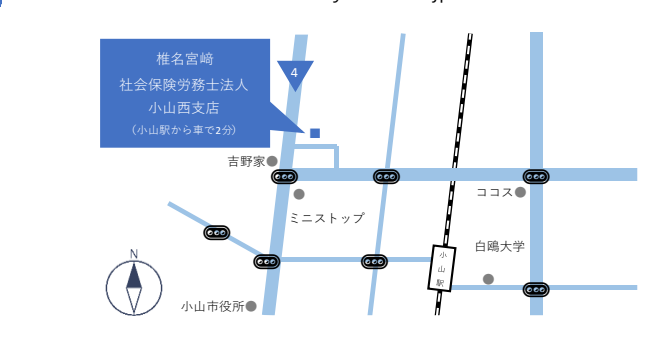 椎名宮﨑
社会保険労務士法人
小山西支店
（小山駅から車で2分）
4
吉野家
ココス
ミニストップ
白鴎大学
小山駅
N
小山市役所